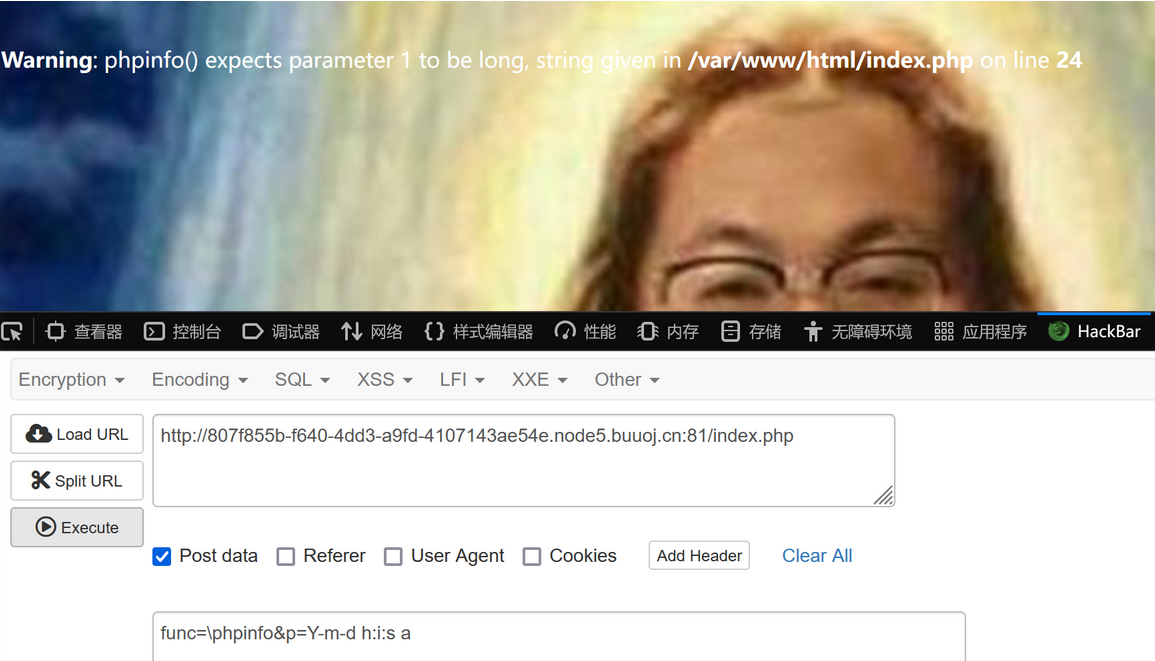 Warning: phpinfo() expects parameter 1 to be long, string given in /var/www/html/index.php on line 24
查看器 控制台 调试器 网络 样式编辑器 性能 内存 存储 无障碍环境 应用程序 HackBar
Encryption Encoding SQL XSS LFI XXE Other
Load URL
http://807f855b-f640-4dd3-a9fd-4107143ae54e.node5.buuoj.cn:81/index.php
Split URL
Execute
Post data Referer User Agent Cookies Add Header Clear All
func=\phpinfo&p=Y-m-d h:i:s a